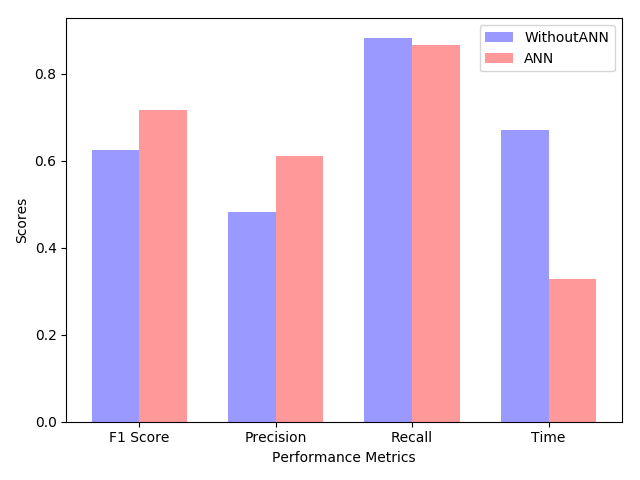 WithoutANN
ANN
0.8
0.6
0.4
0.2
0.0
Scores
F1 Score Precision Recall Time
Performance Metrics